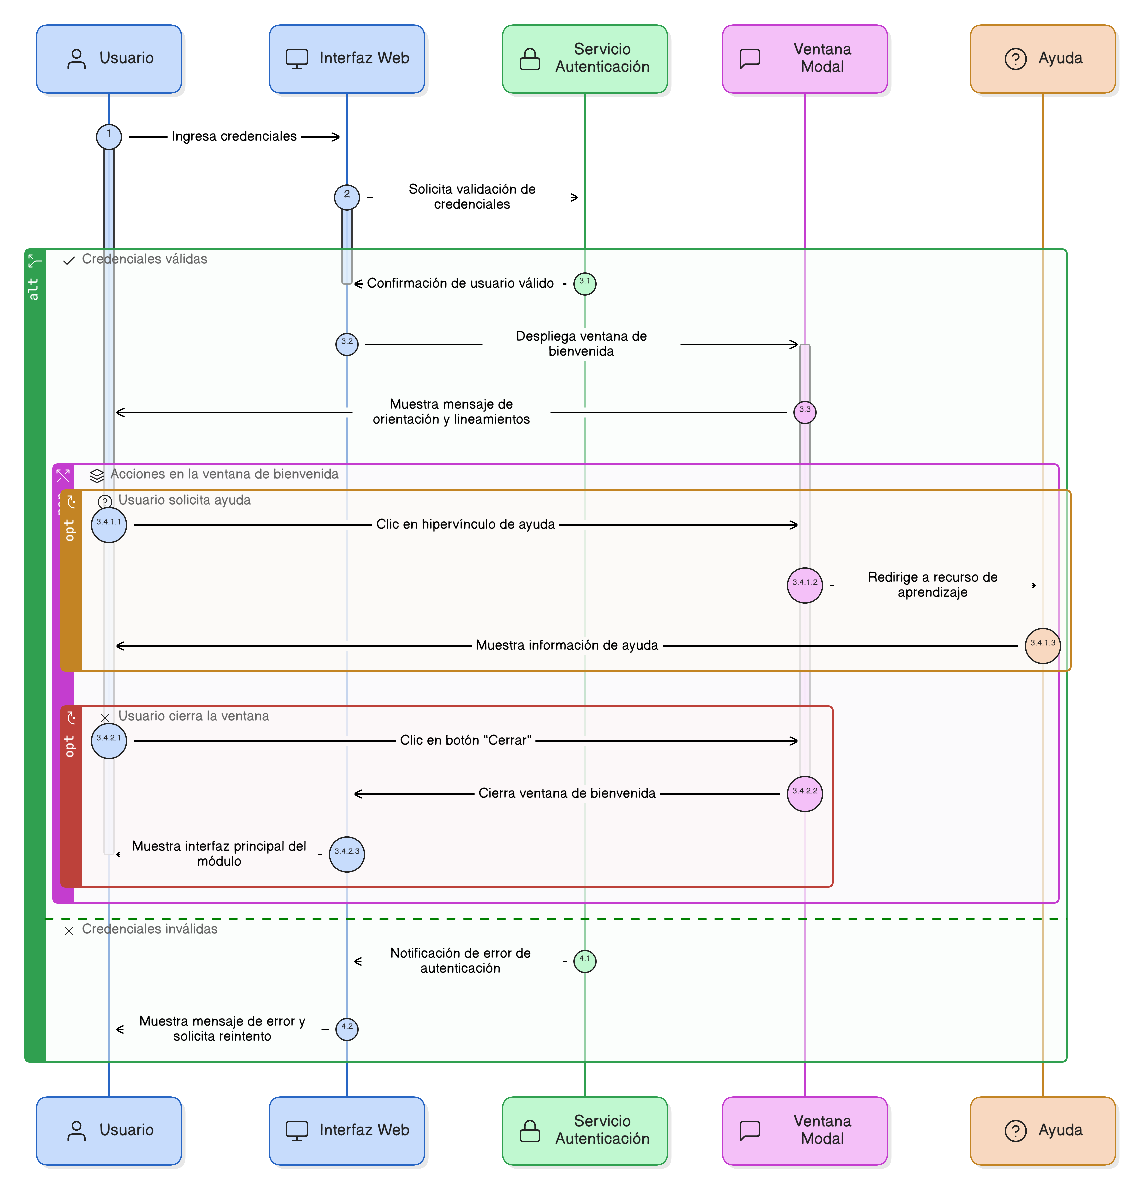 Usuario
Interfaz Web
Servicio
Autenticación
Ventana
Modal
Ayuda
1
Ingresa credenciales
2
Solicita validación de
credenciales
alt
Credenciales válidas
Confirmación de usuario válido
3.1
3.2
Despliega ventana de
bienvenida
Muestra mensaje de
orientación y lineamientos
3.3
Acciones en la ventana de bienvenida
opt
Usuario solicita ayuda
3.4.1.1
Clic en hipervínculo de ayuda
3.4.1.2
Redirige a recurso de
aprendizaje
Muestra información de ayuda
3.4.1.3
opt
Usuario cierra la ventana
3.4.2.1
Clic en botón "Cerrar"
Cierra ventana de bienvenida
3.4.2.2
Muestra interfaz principal del
módulo
3.4.2.3
Credenciales inválidas
Notificación de error de
autenticación
4.1
Muestra mensaje de error y
solicita reintento
4.2
Usuario
Interfaz Web
Servicio
Autenticación
Ventana
Modal
Ayuda